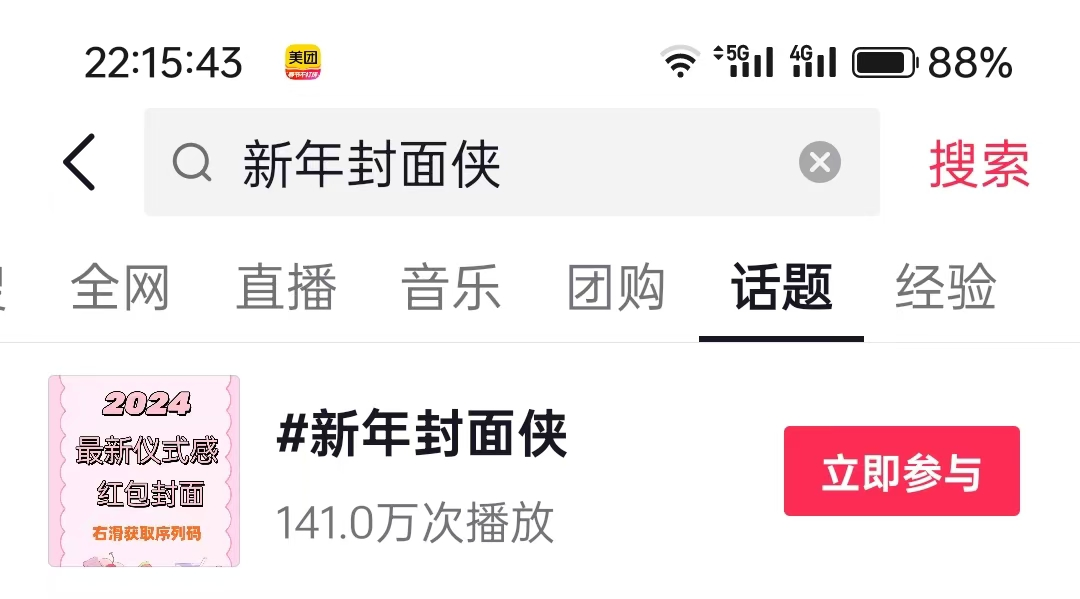 22:15:43
美团
5G
4G
88%
新年封面侠
搜索
全网
直播
音乐
团购
话题
经验
2024
最新仪式感
红包封面
右滑获取序列码
#新年封面侠
141.0万次播放
立即参与